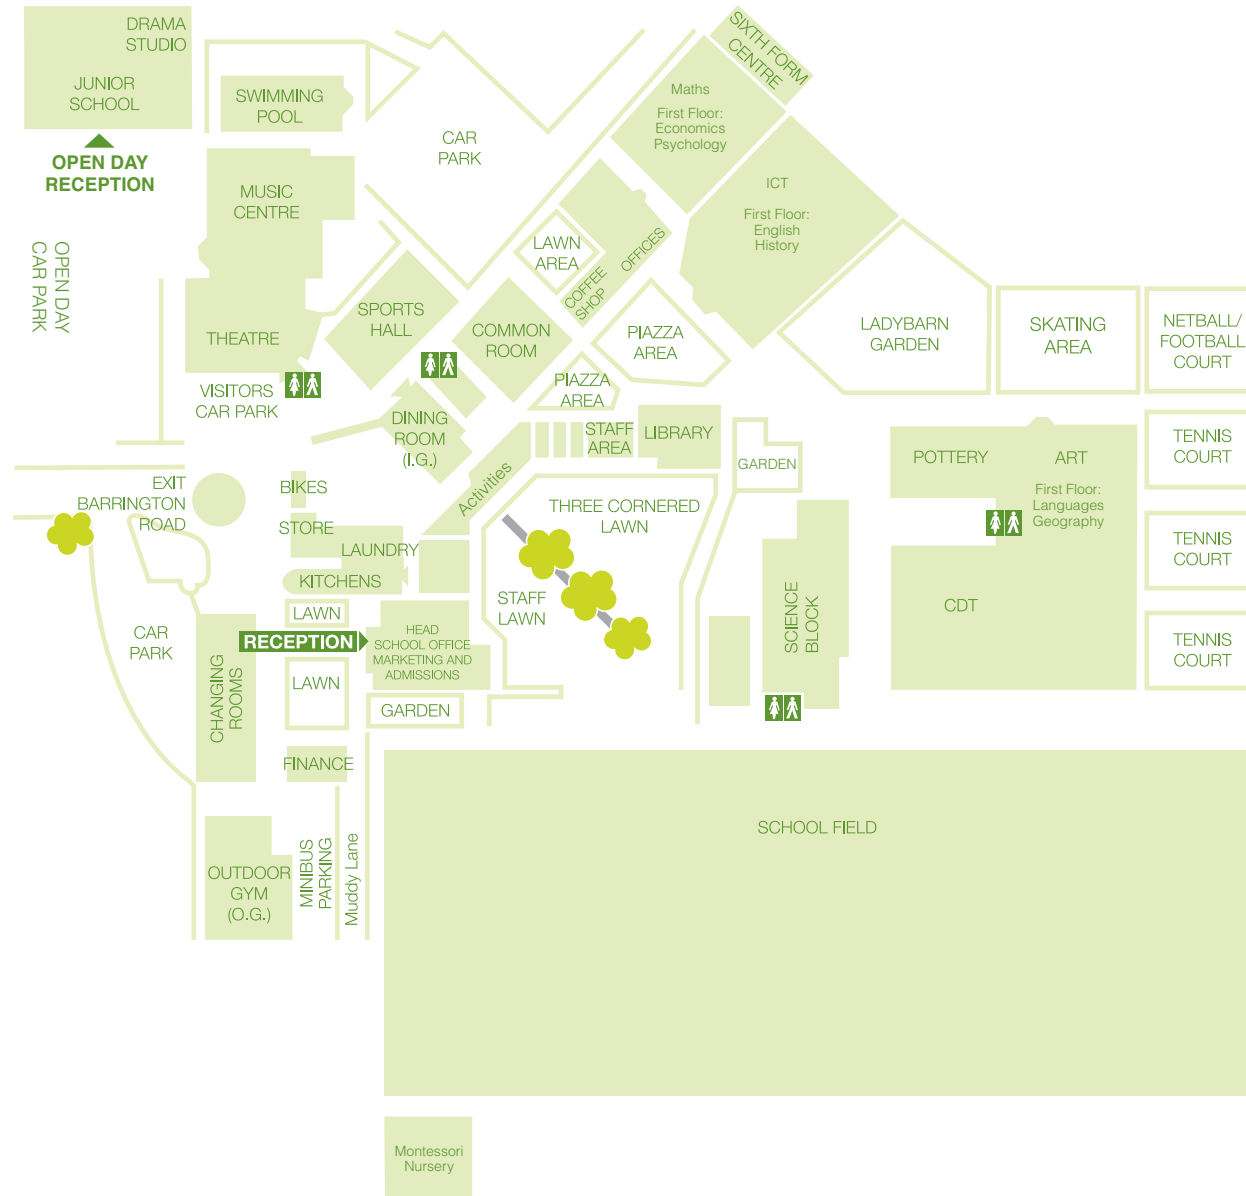 DRAMA
STUDIO
JUNIOR
SCHOOL
OPEN DAY
RECEPTION
SWIMMING
POOL
CAR
PARK
SIXTH FORM
CENTRE
Maths
First Floor:
Economics
Psychology
MUSIC
CENTRE
ICT
First Floor:
English
History
OPEN DAY
CAR PARK
LAWN
AREA
OFFICES
COFFEE
SHOP
THEATRE
SPORTS
HALL
COMMON
ROOM
PIAZZA
AREA
LADYBARN
GARDEN
SKATING
AREA
NETBALL/
FOOTBALL
COURT
VISITORS
CAR PARK
PIAZZA
AREA
DINING
ROOM
(I.G.)
STAFF
AREA
LIBRARY
GARDEN
POTTERY
ART
First Floor:
Languages
Geography
TENNIS
COURT
EXIT
BARRINGTON
ROAD
BIKES
Activities
THREE CORNERED
LAWN
STORE
LAUNDRY
KITCHENS
TENNIS
COURT
STAFF
LAWN
CDT
CAR
PARK
LAWN
RECEPTION
HEAD
SCHOOL OFFICE
MARKETING AND
ADMISSIONS
SCIENCE
BLOCK
TENNIS
COURT
CHANGING
ROOMS
LAWN
GARDEN
FINANCE
SCHOOL FIELD
OUTDOOR
GYM
(O.G.)
MINIBUS
PARKING
Muddy Lane
Montessori
Nursery